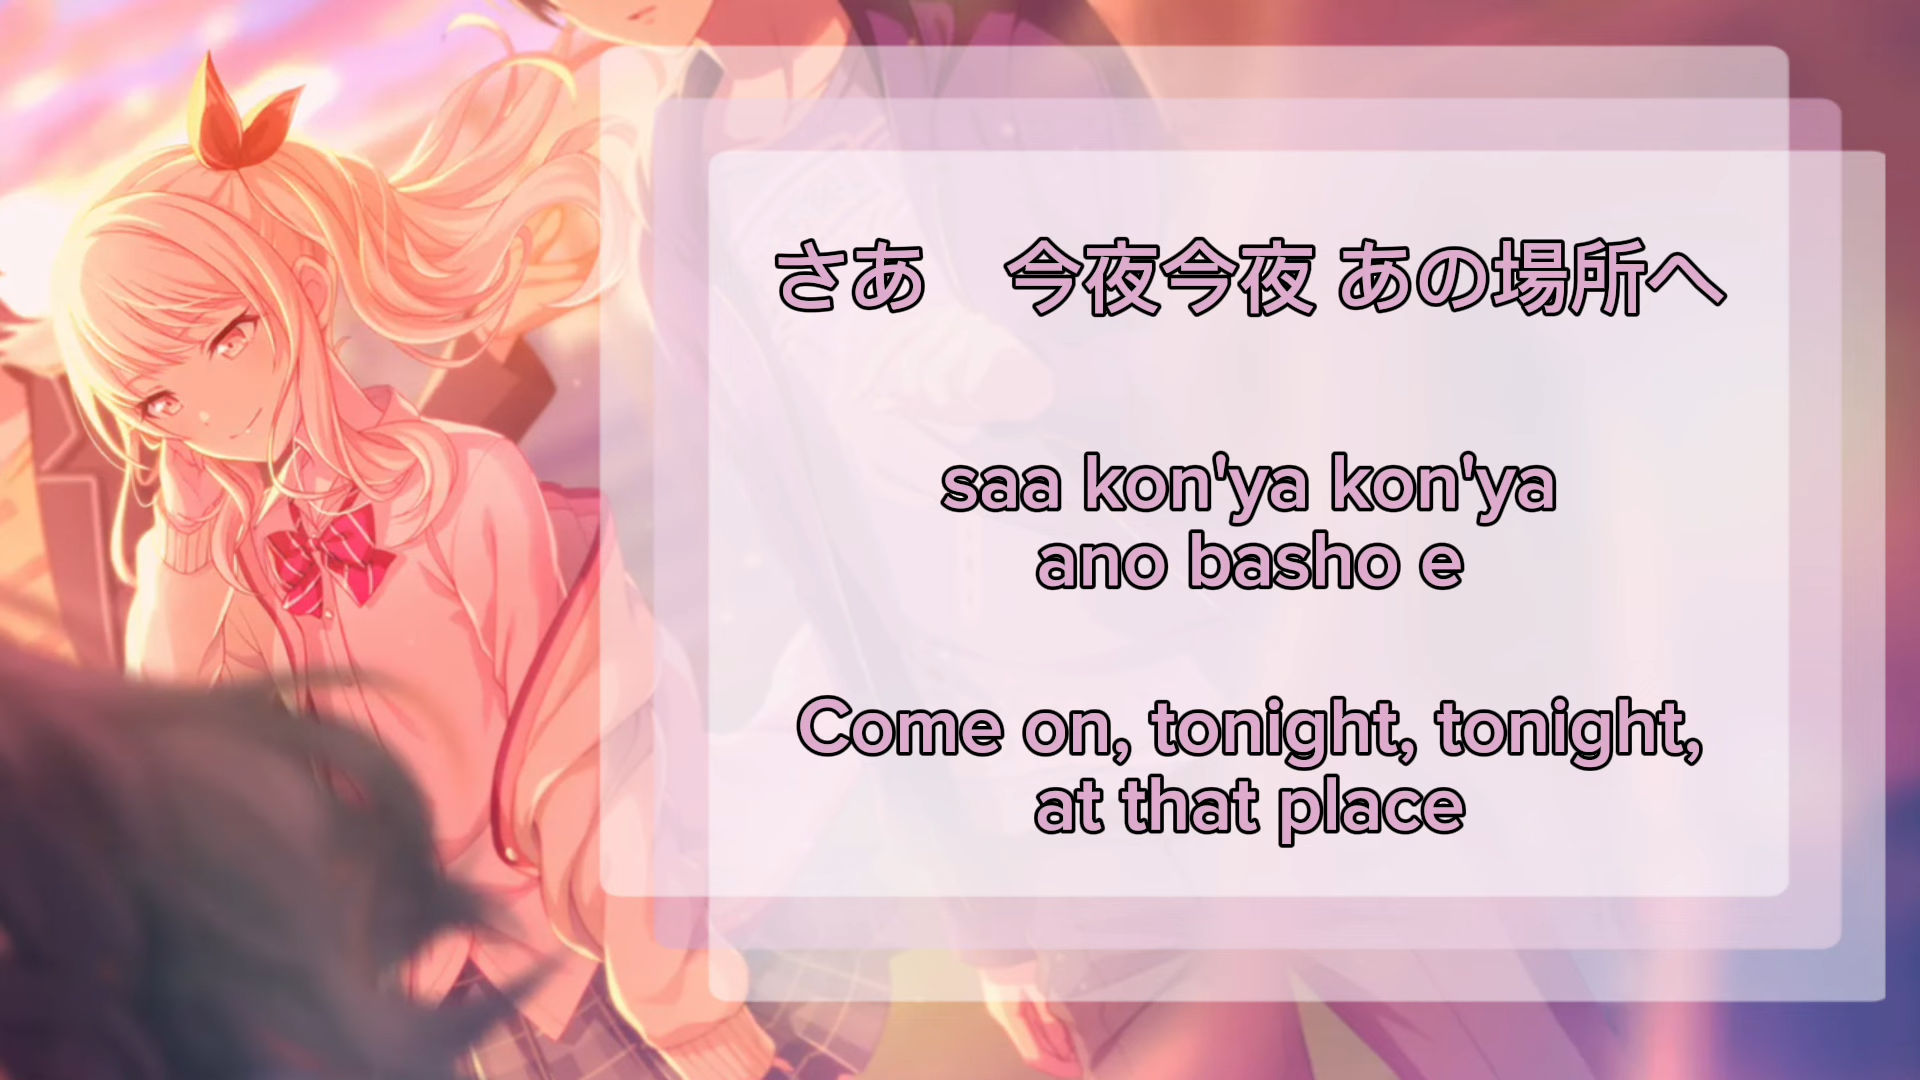 さあ　今夜今夜 あの場所へ
saa kon'ya kon'ya
ano basho e
Come on, tonight, tonight,
at that place